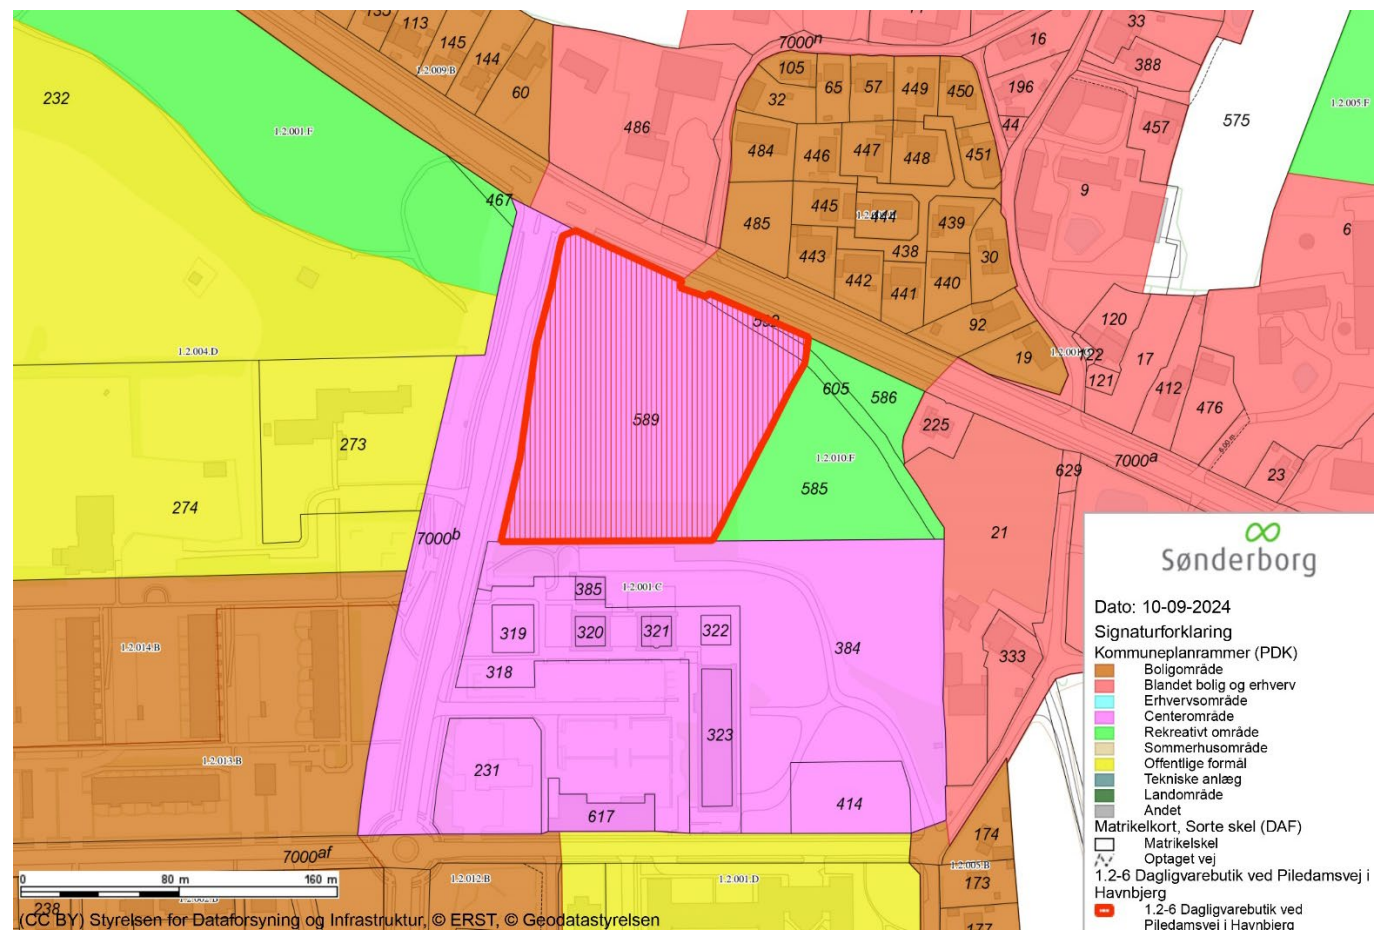 135
113
145
144
60
1.2.009.B
232
1.2.001.F
467
486
7000n
105
32
65
57
449
450
16
33
388
196
44
457
575
1.2.005.F
484
446
447
448
451
9
485
445
444
439
443
438
30
442
441
440
6
592
92
19
120
122
121
17
412
476
1.2.004.D
589
605
586
225
1.2.010.F
585
273
274
7000b
629
7000a
23
21
385
1.2.001.C
319
320
321
322
318
384
333
323
1.2.014.B
1.2.013.B
231
617
414
7000af
174
1.2.005.B
173
177
1.2.012.B
1.2.001.D
1.2.002.B
238
0 80 m 160 m
(CC BY) Styrelsen for Dataforsyning og Infrastruktur, © ERST, © Geodatastyrelsen
Sønderborg
Dato: 10-09-2024
Signaturforklaring
Kommuneplanrammer (PDK)
Boligområde
Blandet bolig og erhverv
Erhvervsområde
Centerområde
Rekreativt område
Sommerhusområde
Offentlige formål
Tekniske anlæg
Landområde
Andet
Matrikelkort, Sorte skel (DAF)
Matrikelskel
Optaget vej
1.2-6 Dagligvarebutik ved Piledamsvej i
Havnbjerg
1.2-6 Dagligvarebutik ved
Piledamsvej i Havnbjerg